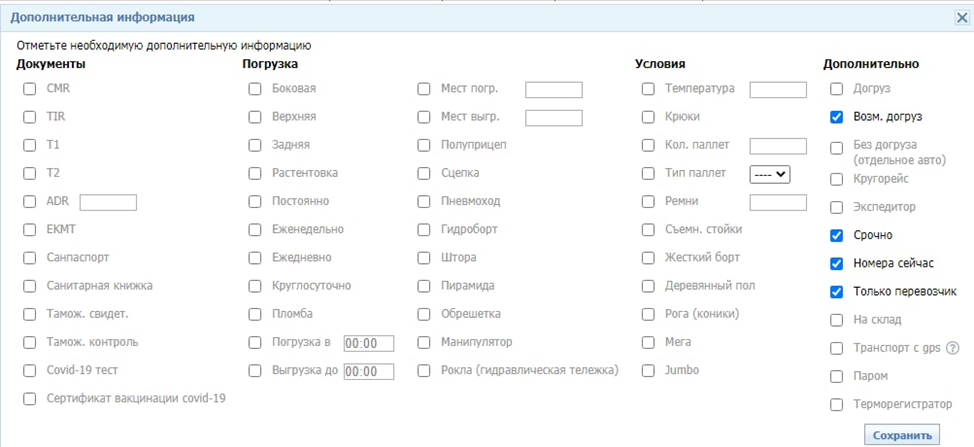 Дополнительная информация
Отметьте необходимую дополнительную информацию
Документы
CMR
TIR
T1
T2
ADR
EKMT
Санпаспорт
Санитарная книжка
Тамож. свидет.
Тамож. контроль
Covid-19 тест
Сертификат вакцинации covid-19
Погрузка
Боковая
Верхняя
Задняя
Растентовка
Постоянно
Еженедельно
Ежедневно
Круглосуточно
Пломба
Погрузка в 00:00
Выгрузка до 00:00
Мест погр.
Мест выгр.
Полуприцеп
Сцепка
Пневмоход
Гидроборт
Штора
Пирамида
Обрешетка
Манипулятор
Рокла (гидравлическая тележка)
Условия
Температура
Крюки
Кол. паллет
Тип паллет ----
Ремни
Съемн. стойки
Жесткий борт
Деревянный пол
Рога (коники)
Мега
Jumbo
Дополнительно
Догруз
Возм. догруз
Без догруза
(отдельное авто)
Кругорейс
Экспедитор
Срочно
Номера сейчас
Только перевозчик
На склад
Транспорт с gps ?
Паром
Терморегистратор
Сохранить